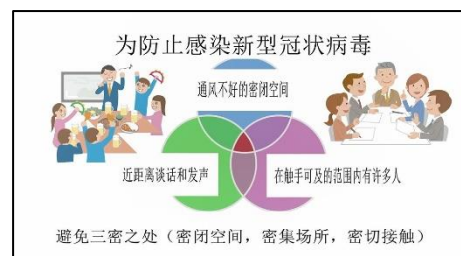 为防止感染新型冠状病毒
通风不好的密闭空间
近距离谈话和发声
在触手可及的范围内有许多人
避免三密之处（密闭空间，密集场所，密切接触）